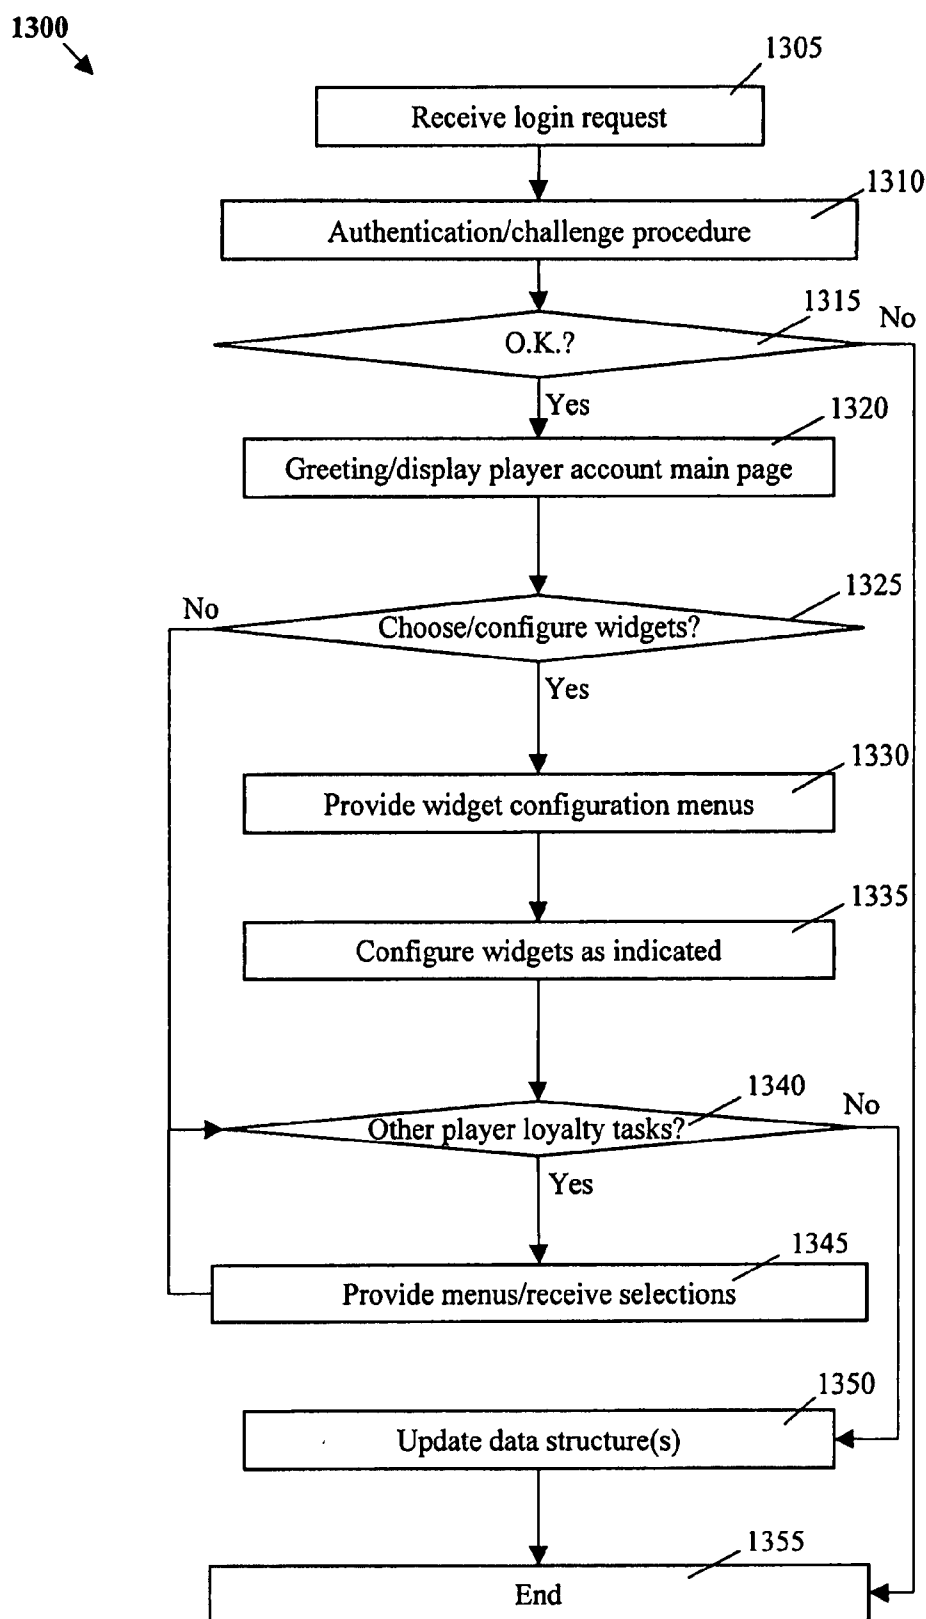 1300
1305
Receive login request
1310
Authentication/challenge procedure
1315
No
O.K.?
Yes
1320
Greeting/display player account main page
1325
No
Choose/configure widgets?
Yes
1330
Provide widget configuration menus
1335
Configure widgets as indicated
1340
No
Other player loyalty tasks?
Yes
1345
Provide menus/receive selections
1350
Update data structure(s)
1355
End